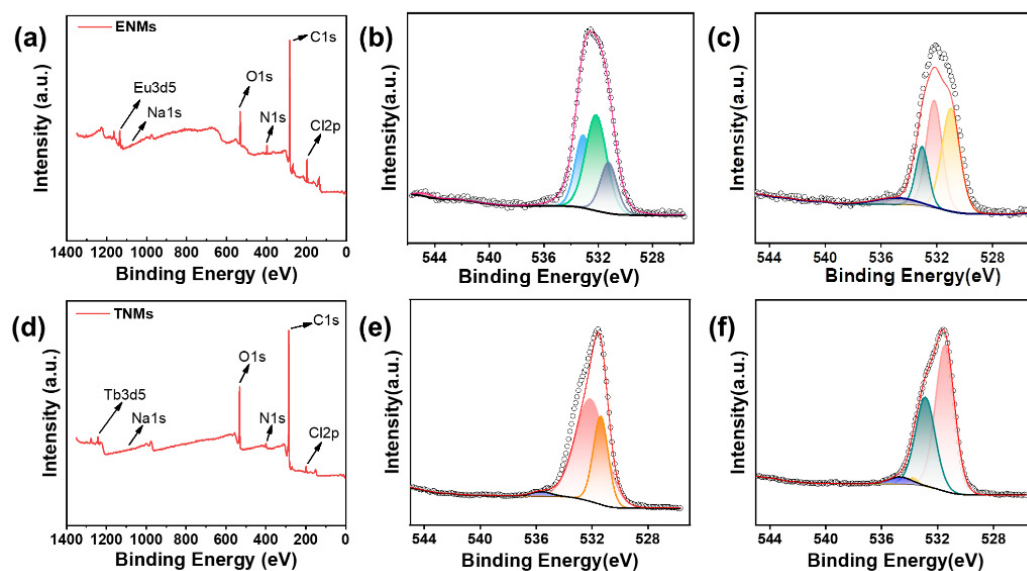 (a)
ENMs
C1s
O1s
Eu3d5
Na1s
N1s
Cl2p
Intensity (a.u.)
1400 1200 1000 800 600 400 200 0
Binding Energy (eV)
(b)
Intensity(a.u.)
544 540 536 532 528
Binding Energy(eV)
(c)
Intensity(a.u.)
544 540 536 532 528
Binding Energy(eV)
(d)
TNMs
C1s
O1s
Tb3d5
Na1s
N1s
Cl2p
Intensity (a.u.)
1400 1200 1000 800 600 400 200 0
Binding Energy (eV)
(e)
Intensity(a.u.)
544 540 536 532 528
Binding Energy(eV)
(f)
Intensity(a.u.)
544 540 536 532 528
Binding Energy(eV)